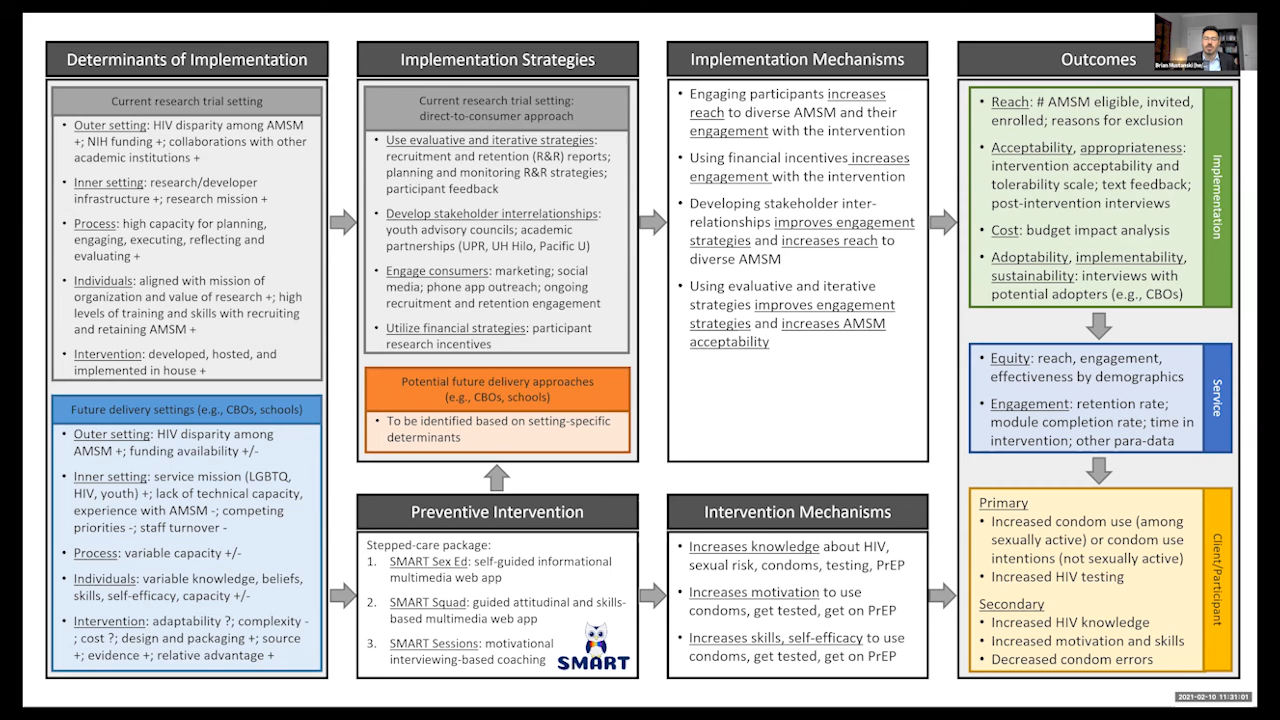 Determinants of Implementation
Current research trial setting
• Outer setting: HIV disparity among AMSM
+; NIH funding +; collaborations with other
academic institutions +
• Inner setting: research/developer
infrastructure +; research mission +
• Process: high capacity for planning,
engaging, executing, reflecting and
evaluating +
• Individuals: aligned with mission of
organization and value of research +; high
levels of training and skills with recruiting
and retaining AMSM +
• Intervention: developed, hosted, and
implemented in house +
Future delivery settings (e.g., CBOs, schools)
• Outer setting: HIV disparity among
AMSM +; funding availability +/-
• Inner setting: service mission (LGBTQ,
HIV, youth) +; lack of technical capacity,
experience with AMSM -; competing
priorities -; staff turnover -
• Process: variable capacity +/-
• Individuals: variable knowledge, beliefs,
skills, self-efficacy, capacity +/-
• Intervention: adaptability ?; complexity -
; cost ?; design and packaging +; source
+; evidence +; relative advantage +
Implementation Strategies
Current research trial setting:
direct-to-consumer approach
• Use evaluative and iterative strategies:
recruitment and retention (R&R) reports;
planning and monitoring R&R strategies;
participant feedback
• Develop stakeholder interrelationships:
youth advisory councils; academic
partnerships (UPR, UH Hilo, Pacific U)
• Engage consumers: marketing; social
media; phone app outreach; ongoing
recruitment and retention engagement
• Utilize financial strategies: participant
research incentives
Potential future delivery approaches
(e.g., CBOs, schools)
• To be identified based on setting-specific
determinants
Preventive Intervention
Stepped-care package:
1. SMART Sex Ed: self-guided informational
multimedia web app
2. SMART Squad: guided attitudinal and skills-
based multimedia web app
3. SMART Sessions: motivational
interviewing-based coaching
SMART
Implementation Mechanisms
• Engaging participants increases
reach to diverse AMSM and their
engagement with the intervention
• Using financial incentives increases
engagement with the intervention
• Developing stakeholder inter-
relationships improves engagement
strategies and increases reach to
diverse AMSM
• Using evaluative and iterative
strategies improves engagement
strategies and increases AMSM
acceptability
Intervention Mechanisms
• Increases knowledge about HIV,
sexual risk, condoms, testing, PrEP
• Increases motivation to use
condoms, get tested, get on PrEP
• Increases skills, self-efficacy to use
condoms, get tested, get on PrEP
Outcomes
• Reach: # AMSM eligible, invited,
enrolled; reasons for exclusion
• Acceptability, appropriateness:
intervention acceptability and
tolerability scale; text feedback;
post-intervention interviews
• Cost: budget impact analysis
• Adoptability, implementability,
sustainability: interviews with
potential adopters (e.g., CBOs)
Implementation
• Equity: reach, engagement,
effectiveness by demographics
• Engagement: retention rate;
module completion rate; time in
intervention; other para-data
Service
Primary
• Increased condom use (among
sexually active) or condom use
intentions (not sexually active)
• Increased HIV testing
Secondary
• Increased HIV knowledge
• Increased motivation and skills
• Decreased condom errors
Client/Participant
Brian Mustanski (he/
2021-02-10 11:31:01